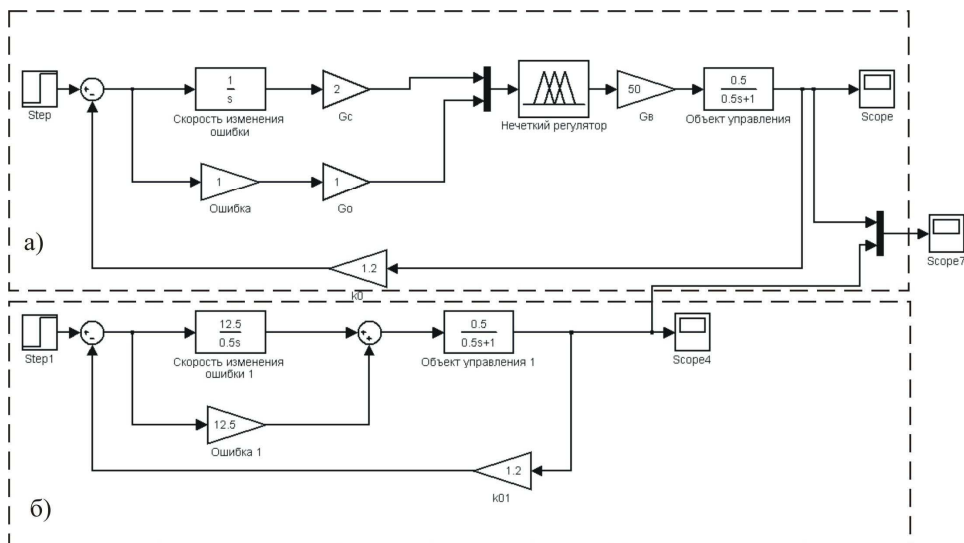 Step
1
s
Скорость изменения
ошибки
2
Gс
Нечеткий регулятор
50
Gв
0.5
0.5s+1
Объект управления
Scope
1
Ошибка
1
Gо
а)
1.2
k0
Scope7
Step1
12.5
0.5s
Скорость изменения
ошибки 1
0.5
0.5s+1
Объект управления 1
Scope4
12.5
Ошибка 1
1.2
k01
б)